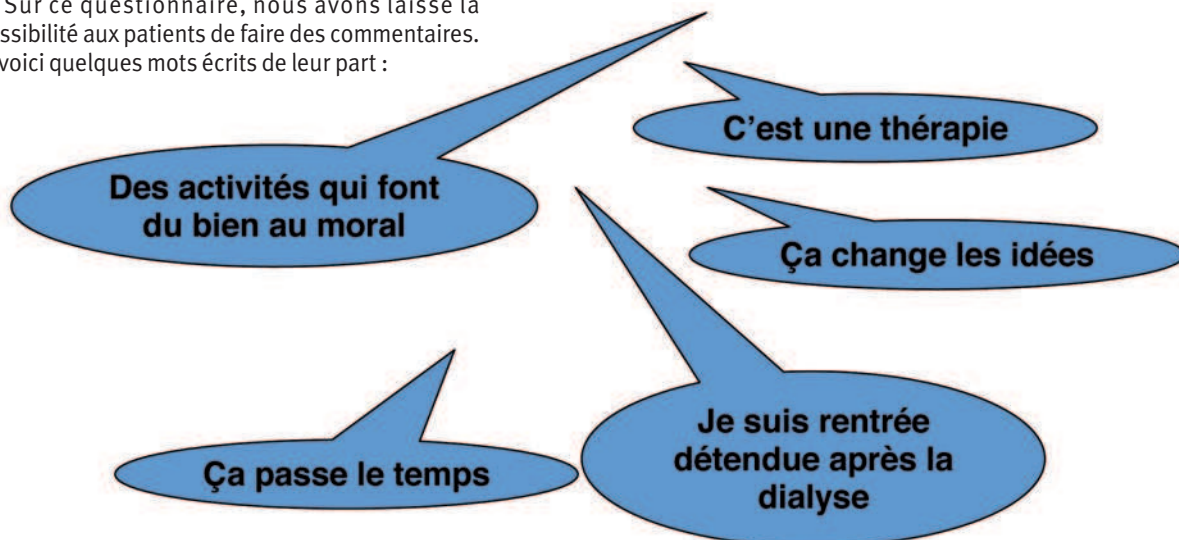 Sur ce questionnaire, nous avons laissé la
ssibilité aux patients de faire des commentaires.
voici quelques mots écrits de leur part :
C'est une thérapie
Des activités qui font
du bien au moral
Ça change les idées
Je suis rentrée
détendue après la
dialyse
Ça passe le temps